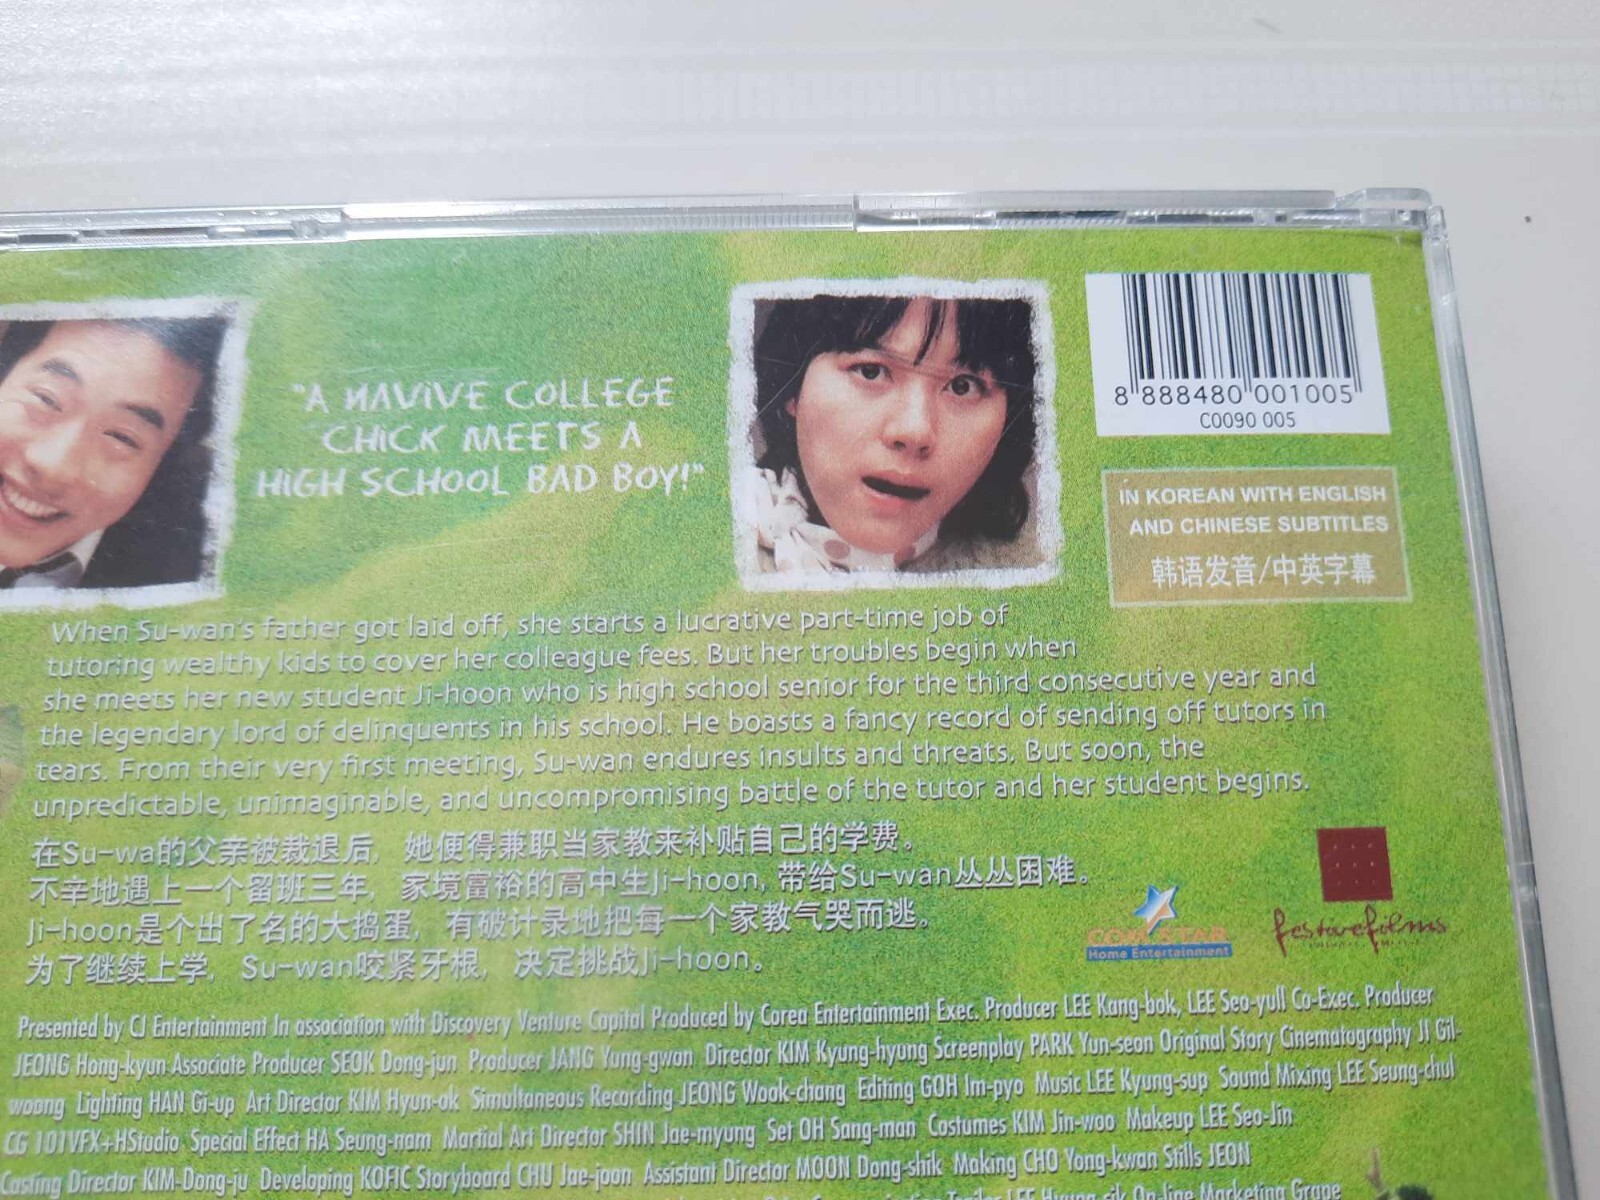 "A NAViVE COLLEGE
CHiCK MEETS A
HiGH SCHOOL BAD BOY!"
8 888480 001005
C0090 005
IN KOREAN WITH ENGLISH
AND CHINESE SUBTITLES
韩语发音/中英字幕
When Su-wan's father got laid off, she starts a lucrative part-time job of
tutoring wealthy kids to cover her colleague fees. But her troubles begin when
she meets her new student Ji-hoon who is high school senior for the third consecutive year and
the legendary lord of delinquents in his school. He boasts a fancy record of sending off tutors in
tears. From their very first meeting, Su-wan endures insults and threats. But soon, the
unpredictable, unimaginable, and uncompromising battle of the tutor and her student begins.
在Su-wa的父亲被裁退后，她便得兼职当家教来补贴自己的学费。
不辛地遇上一个留班三年，家境富裕的高中生Ji-hoon, 带给Su-wan丛丛困难。
Ji-hoon是个出了名的大捣蛋，有破计录地把每一个家教气哭而逃。
为了继续上学，Su-wan咬紧牙根，决定挑战Ji-hoon。
COMSTAR
Home Entertainment
festivefilms
Presented by CJ Entertainment In association with Discovery Venture Capital Produced by Corea Entertainment Exec. Producer LEE Kang-bok, LEE Seo-yull Co-Exec. Producer
JEONG Hong-kyun Associate Producer SEOK Dong-jun Producer JANG Yung-gwon Director KIM Kyung-hyung Screenplay PARK Yun-seon Original Story Cinematography JI Gil-
woong Lighting HAN Gi-up Art Director KIM Hyun-ok Simultaneous Recording JEONG Wook-chang Editing GOH Im-pyo Music LEE Kyung-sup Sound Mixing LEE Seung-chul
CG 101VFX+HStudio Special Effect HA Seung-nam Martial Art Director SHIN Jae-myung Set OH Sang-man Costumes KIM Jin-woo Makeup LEE Seo-Jin
Casting Director KIM-Dong-ju Developing KOFIC Storyboard CHU Jae-joon Assistant Director MOON Dong-shik Making CHO Yong-kwan Stills JEON
Trailer LEE Hyung-sik On-line Marketing Grape